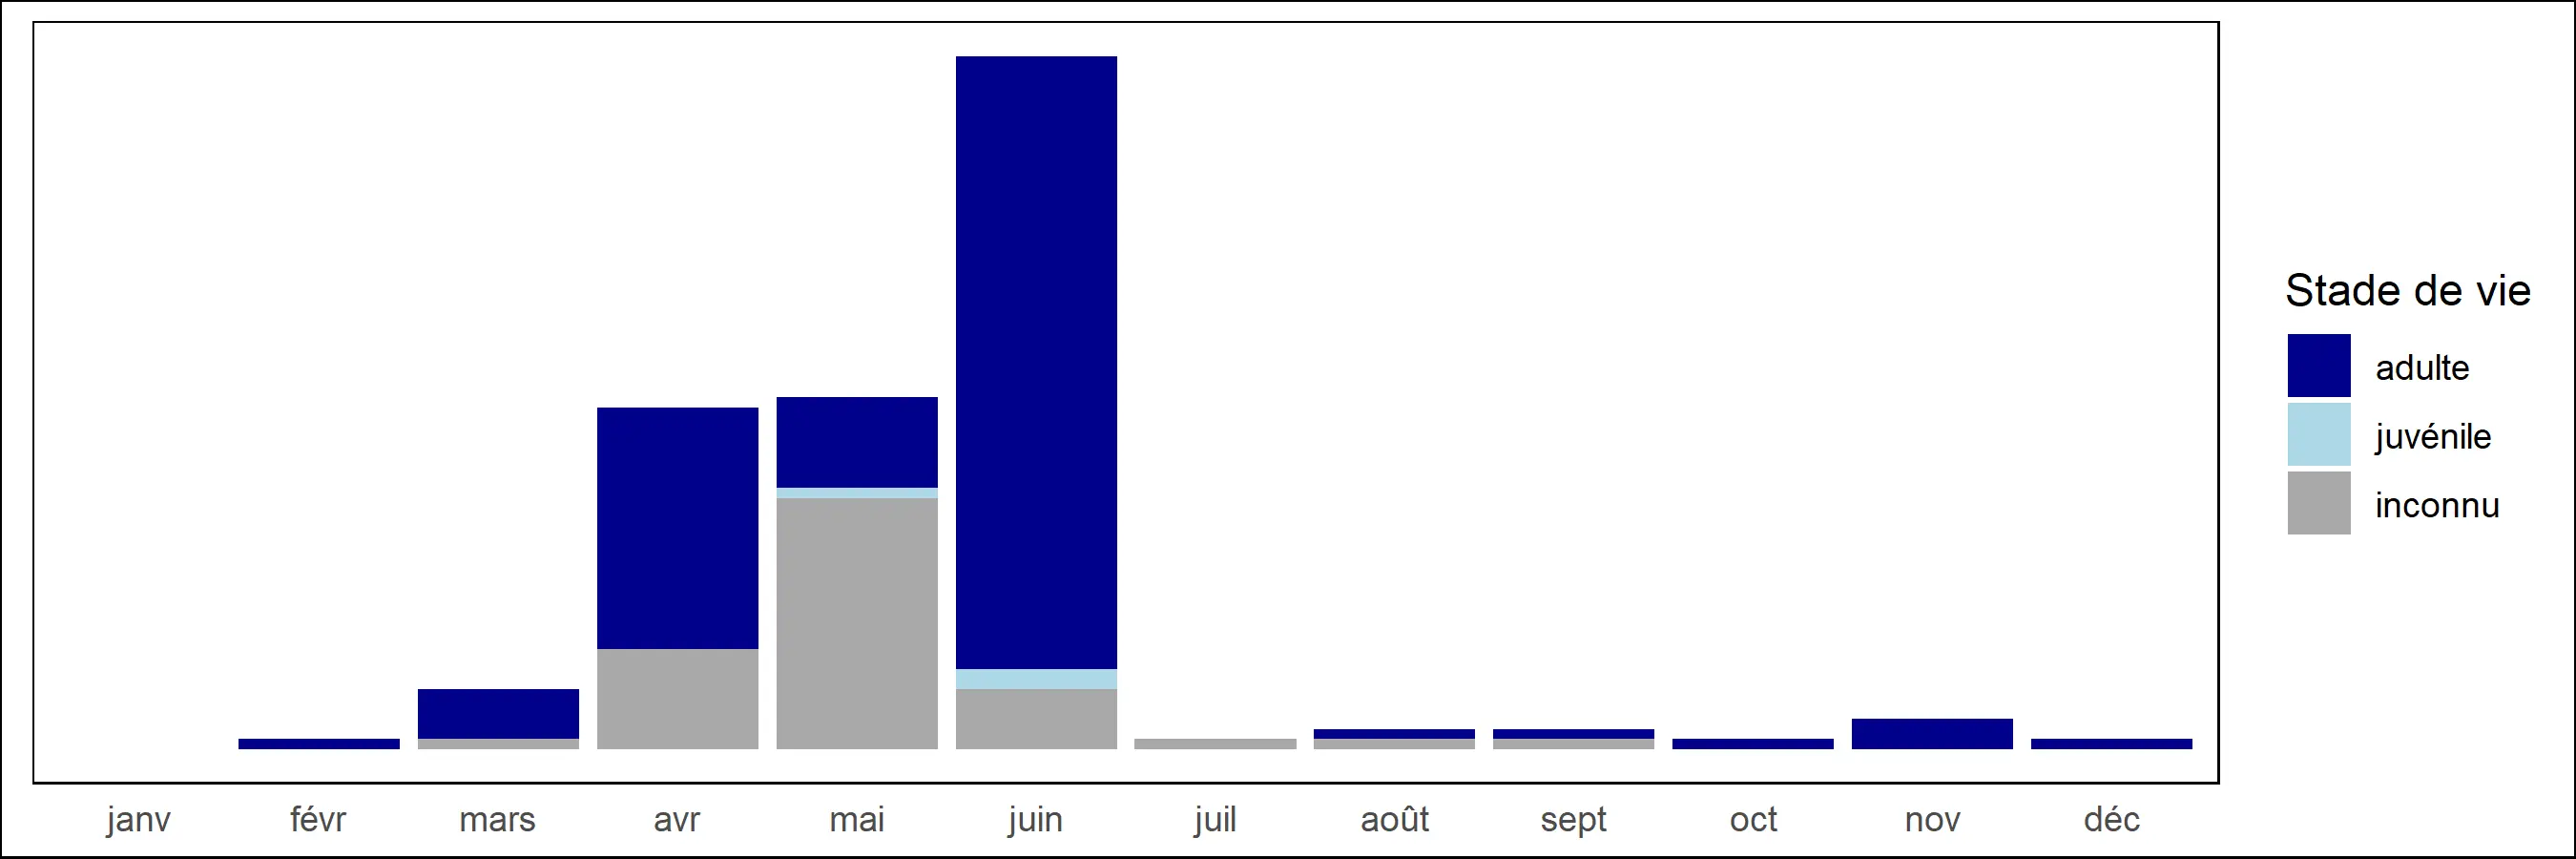 Stade de vie
adulte
juvénile
inconnu
janv févr mars avr mai juin juil août sept oct nov déc